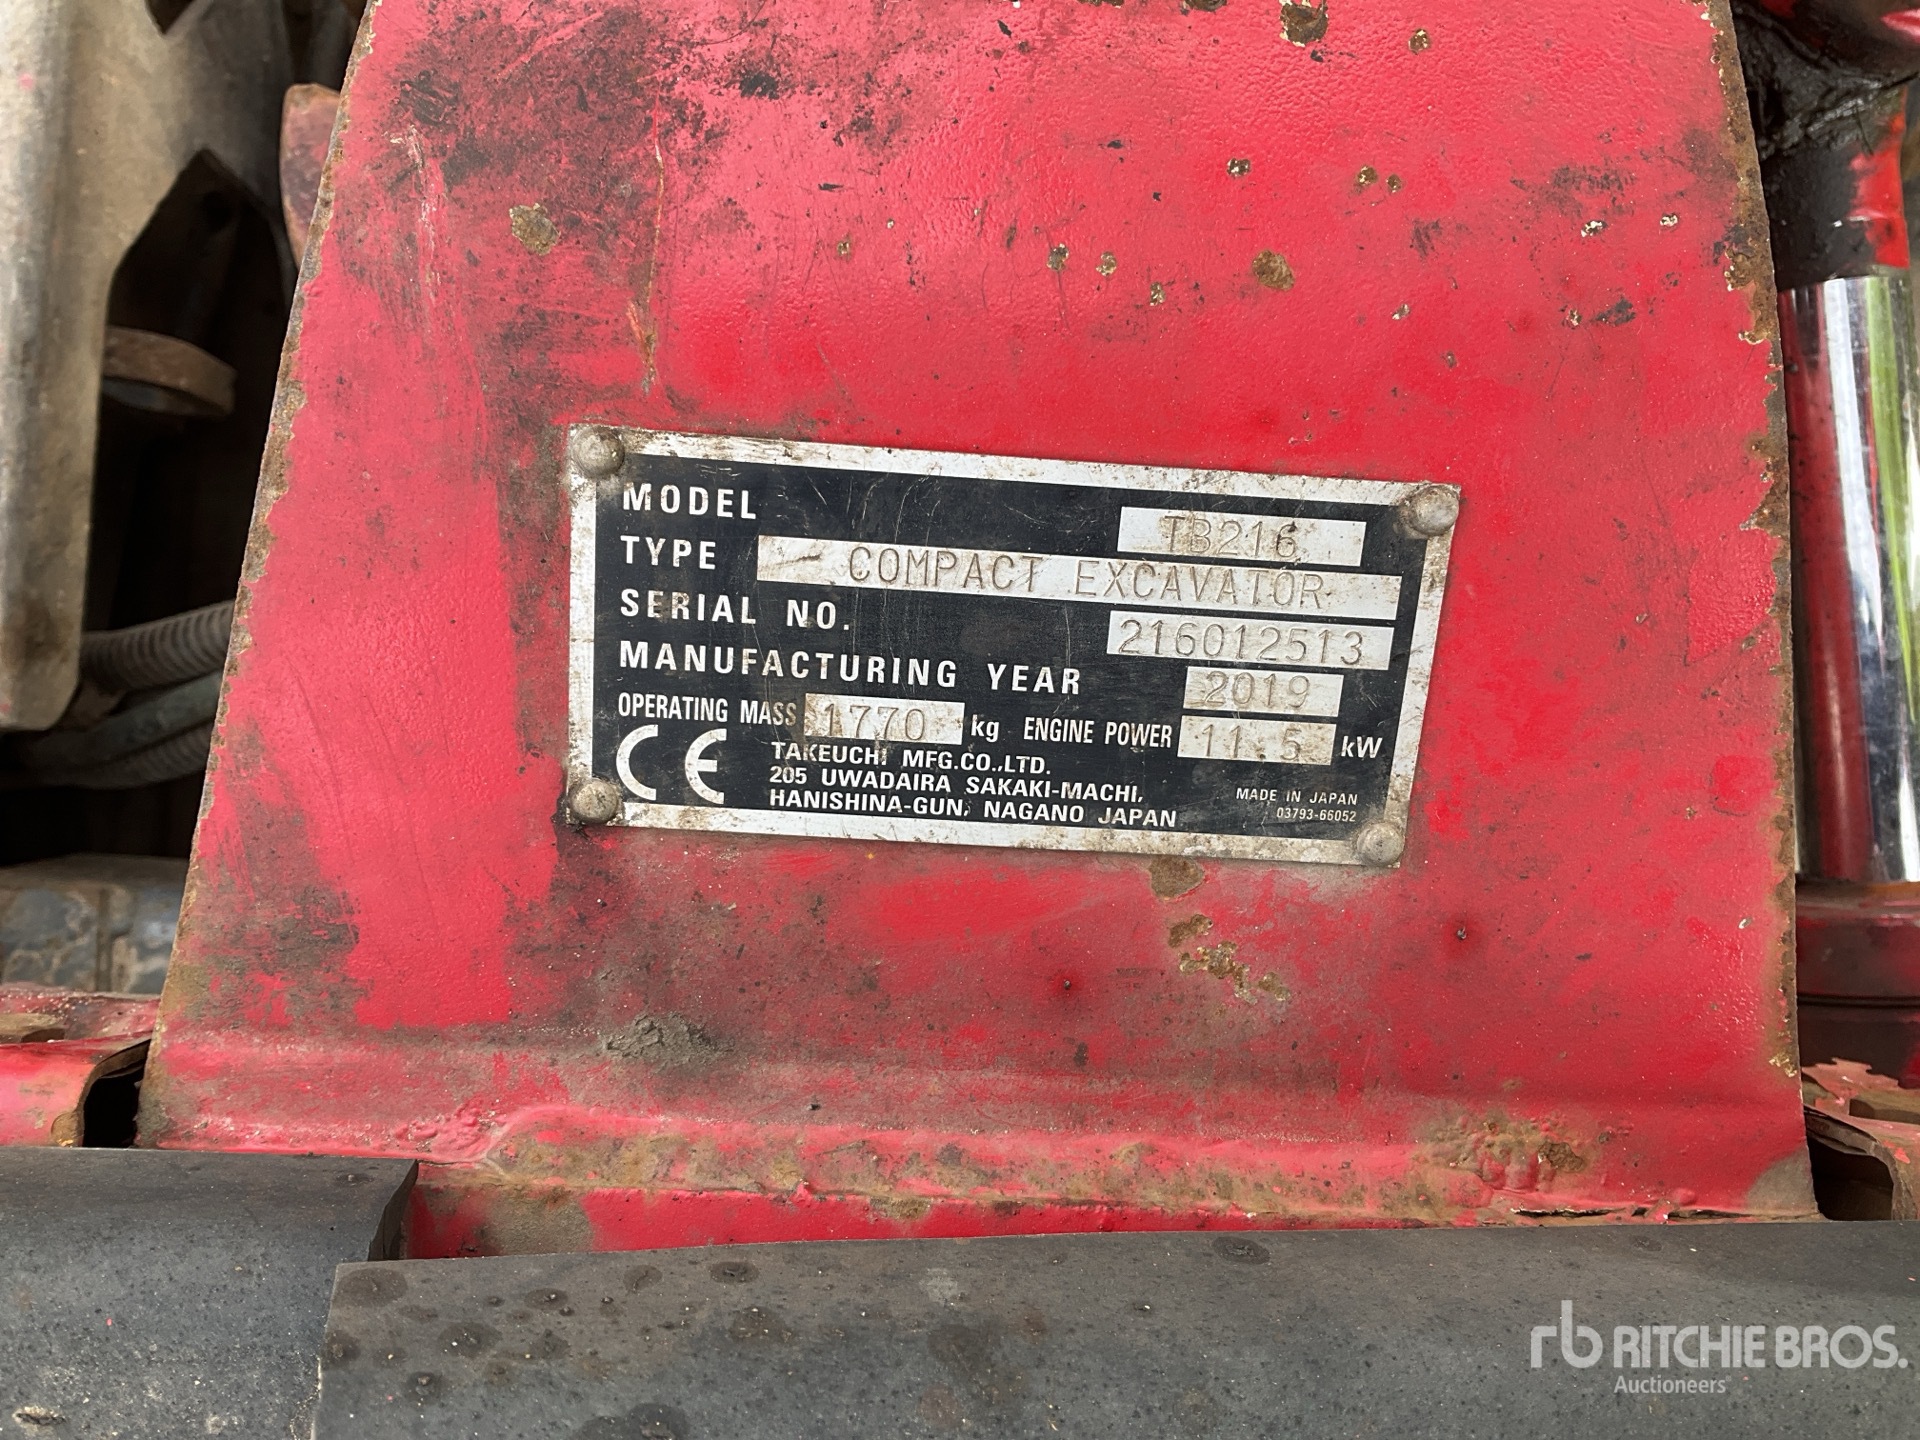 MODEL TB216
TYPE COMPACT EXCAVATOR
SERIAL NO. 216012513
MANUFACTURING YEAR 2019
OPERATING MASS 1770 kg ENGINE POWER 11.5 kW
CE TAKEUCHI MFG.CO.,LTD.
205 UWADAIRA SAKAKI-MACHI,
HANISHINA-GUN, NAGANO JAPAN
MADE IN JAPAN
03793-66052
rb RITCHIE BROS.
Auctioneers